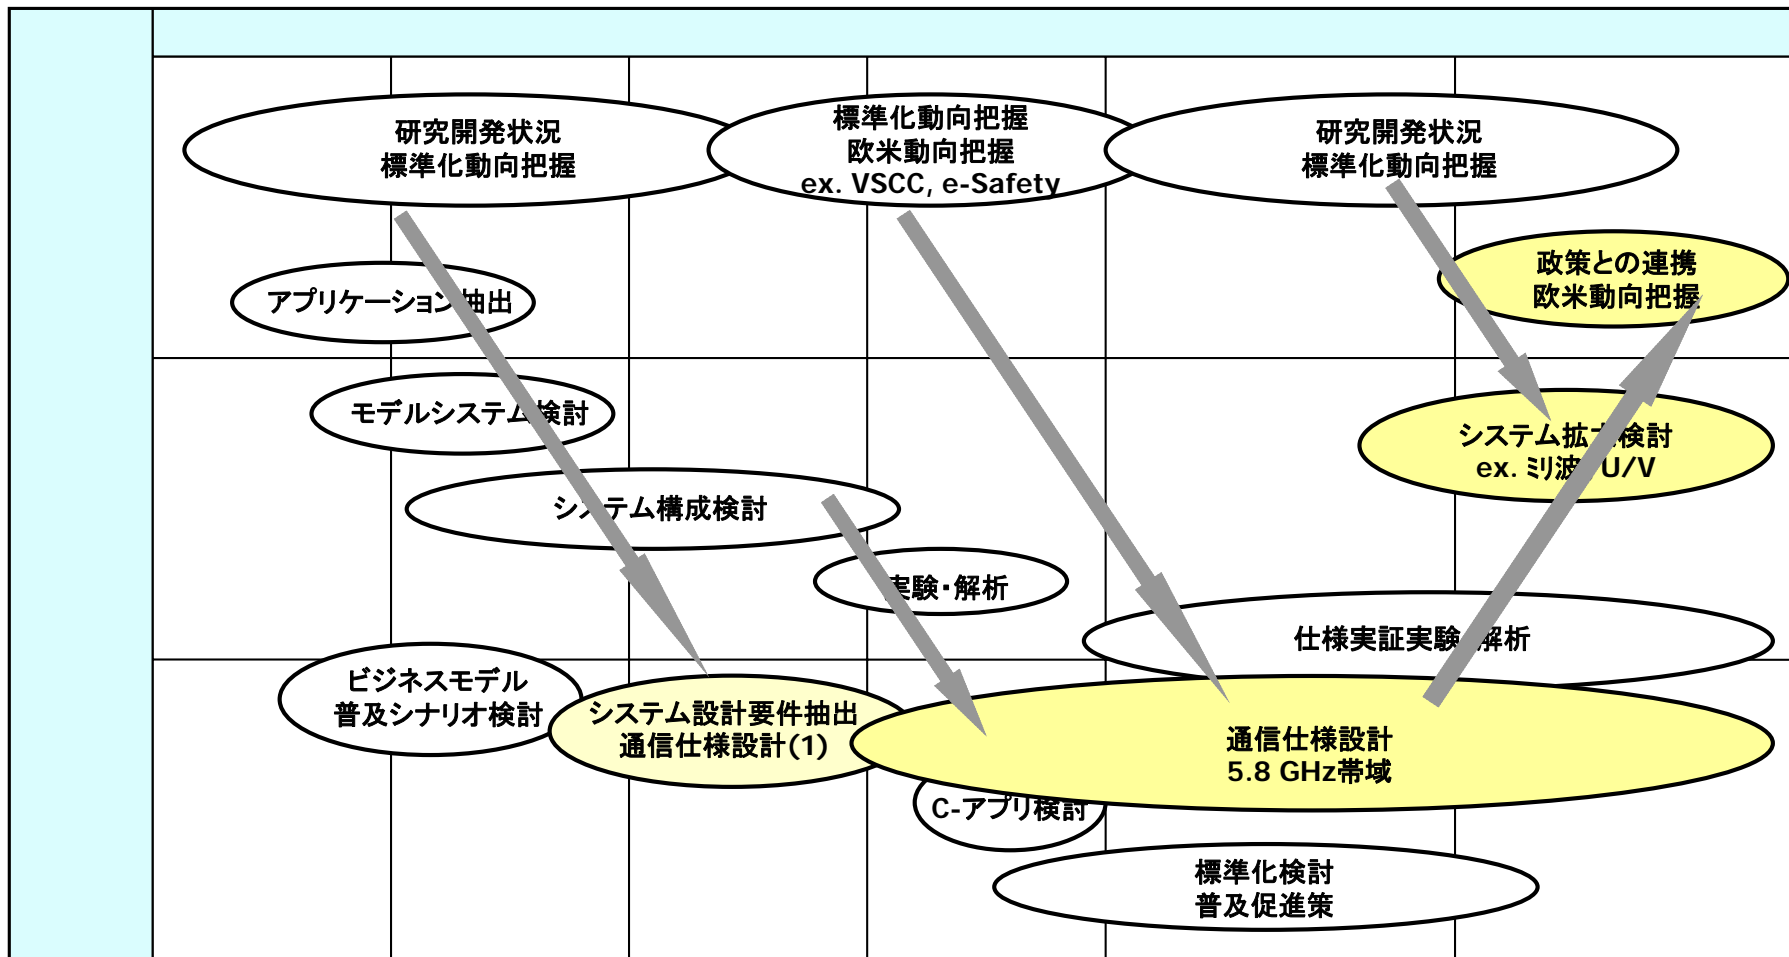 研究開発状況
標準化動向把握
標準化動向把握
欧米動向把握
ex. VSCC, e-Safety
研究開発状況
標準化動向把握
政策との連携
欧米動向把握
アプリケーション抽出
モデルシステム検討
システム拡大検討
ex. ミリ波, U/V
システム構成検討
実験・解析
仕様実証実験・解析
ビジネスモデル
普及シナリオ検討
システム設計要件抽出
通信仕様設計(1)
通信仕様設計
5.8 GHz帯域
C-アプリ検討
標準化検討
普及促進策